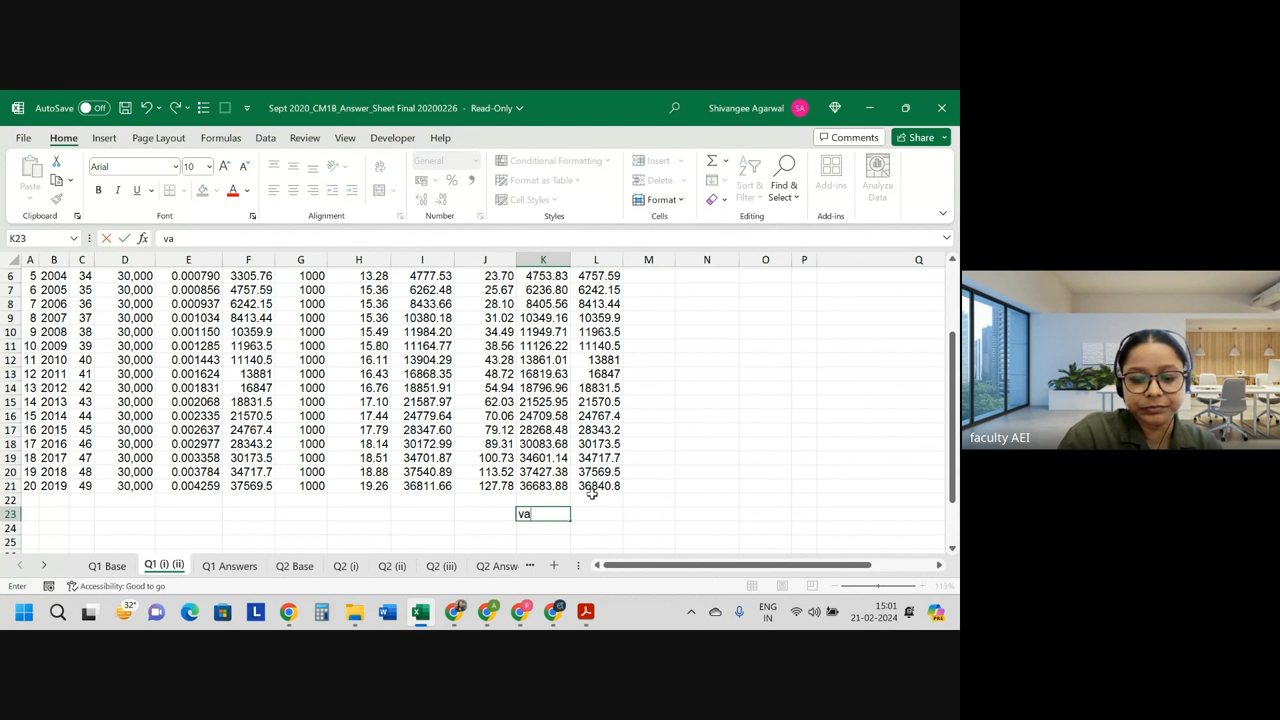 AutoSave Off Sept 2020_CM1B_Answer_Sheet Final 20200226 - Read-Only Shivangee Agarwal SA
File Home Insert Page Layout Formulas Data Review View Developer Help Comments Share
Paste Arial 10 General Conditional Formatting Insert
B I U Format as Table Delete Sort & Filter Find & Select Add-ins Analyze Data
Cell Styles Format
Clipboard Font Alignment Number Styles Cells Editing Add-ins
K23 fx va
A B C D E F G H I J K L M N O P Q
6 5 2004 34 30,000 0.000790 3305.76 1000 13.28 4777.53 23.70 4753.83 4757.59
7 6 2005 35 30,000 0.000856 4757.59 1000 15.36 6262.48 25.67 6236.80 6242.15
8 7 2006 36 30,000 0.000937 6242.15 1000 15.36 8433.66 28.10 8405.56 8413.44
9 8 2007 37 30,000 0.001034 8413.44 1000 15.36 10380.18 31.02 10349.16 10359.9
10 9 2008 38 30,000 0.001150 10359.9 1000 15.49 11984.20 34.49 11949.71 11963.5
11 10 2009 39 30,000 0.001285 11963.5 1000 15.80 11164.77 38.56 11126.22 11140.5
12 11 2010 40 30,000 0.001443 11140.5 1000 16.11 13904.29 43.28 13861.01 13881
13 12 2011 41 30,000 0.001624 13881 1000 16.43 16868.35 48.72 16819.63 16847
14 13 2012 42 30,000 0.001831 16847 1000 16.76 18851.91 54.94 18796.96 18831.5
15 14 2013 43 30,000 0.002068 18831.5 1000 17.10 21587.97 62.03 21525.95 21570.5
16 15 2014 44 30,000 0.002335 21570.5 1000 17.44 24779.64 70.06 24709.58 24767.4
17 16 2015 45 30,000 0.002637 24767.4 1000 17.79 28347.60 79.12 28268.48 28343.2
18 17 2016 46 30,000 0.002977 28343.2 1000 18.14 30172.99 89.31 30083.68 30173.5
19 18 2017 47 30,000 0.003358 30173.5 1000 18.51 34701.87 100.73 34601.14 34717.7
20 19 2018 48 30,000 0.003784 34717.7 1000 18.88 37540.89 113.52 37427.38 37569.5
21 20 2019 49 30,000 0.004259 37569.5 1000 19.26 36811.66 127.78 36683.88 36840.8
22
23 va
24
25
Q1 Base Q1 (i) (ii) Q1 Answers Q2 Base Q2 (i) Q2 (ii) Q2 (iii) Q2 Answ
Enter Accessibility: Good to go 113%
32° ENG IN 15:01 21-02-2024
faculty AEI